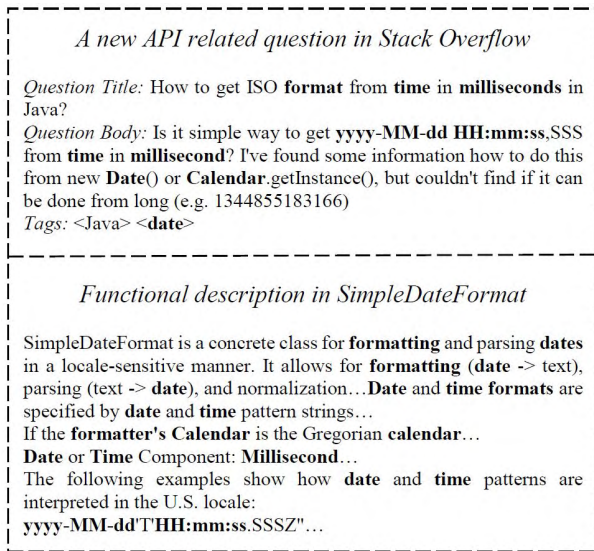 A new API related question in Stack Overflow
Question Title: How to get ISO format from time in milliseconds in
Java?
Question Body: Is it simple way to get yyyy-MM-dd HH:mm:ss,SSS
from time in millisecond? I've found some information how to do this
from new Date() or Calendar.getInstance(), but couldn't find if it can
be done from long (e.g. 1344855183166)
Tags: <Java> <date>
Functional description in SimpleDateFormat
SimpleDateFormat is a concrete class for formatting and parsing dates
in a locale-sensitive manner. It allows for formatting (date -> text),
parsing (text -> date), and normalization…Date and time formats are
specified by date and time pattern strings…
If the formatter's Calendar is the Gregorian calendar…
Date or Time Component: Millisecond…
The following examples show how date and time patterns are
interpreted in the U.S. locale:
yyyy-MM-dd'T'HH:mm:ss.SSSZ"…